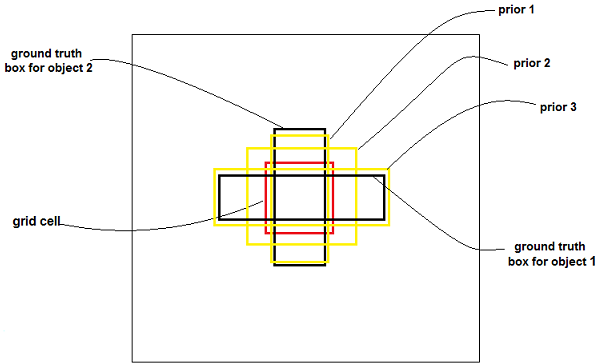 prior 1
ground truth
box for object 2
prior 2
prior 3
grid cell
ground truth
box for object 1